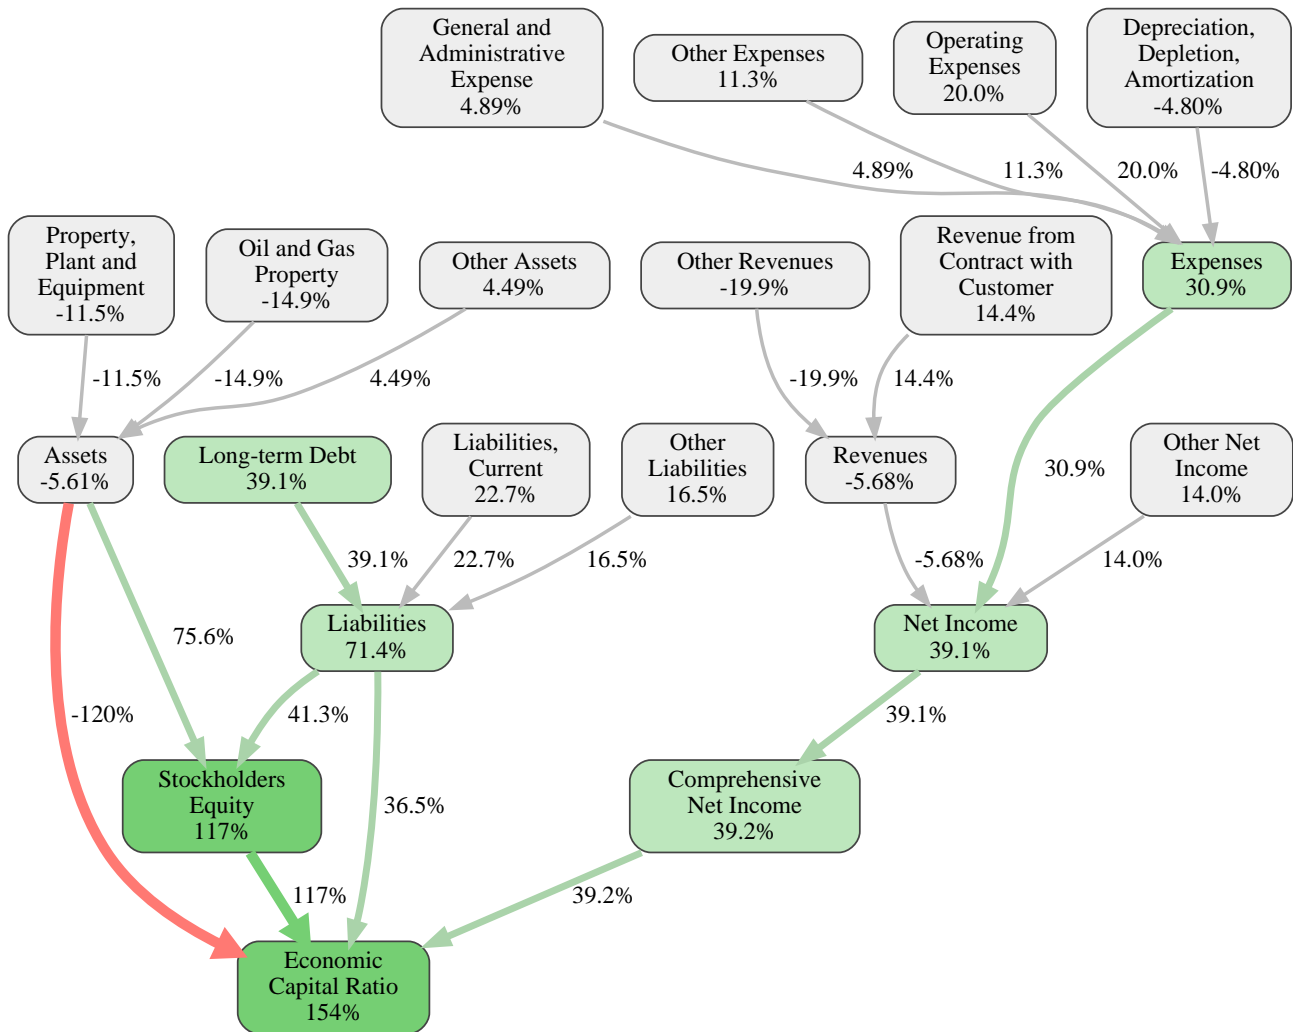 General and
Administrative
Expense
4.89%
Other Expenses
11.3%
Operating
Expenses
20.0%
Depreciation,
Depletion,
Amortization
-4.80%
4.89%
11.3%
20.0%
-4.80%
Property,
Plant and
Equipment
-11.5%
Oil and Gas
Property
-14.9%
Other Assets
4.49%
Other Revenues
-19.9%
Revenue from
Contract with
Customer
14.4%
Expenses
30.9%
-11.5%
-14.9%
4.49%
-19.9%
14.4%
Assets
-5.61%
Long-term Debt
39.1%
Liabilities,
Current
22.7%
Other
Liabilities
16.5%
Revenues
-5.68%
30.9%
Other Net
Income
14.0%
39.1%
22.7%
16.5%
-5.68%
14.0%
75.6%
Liabilities
71.4%
Net Income
39.1%
-120%
41.3%
39.1%
Stockholders
Equity
117%
36.5%
Comprehensive
Net Income
39.2%
117%
39.2%
Economic
Capital Ratio
154%